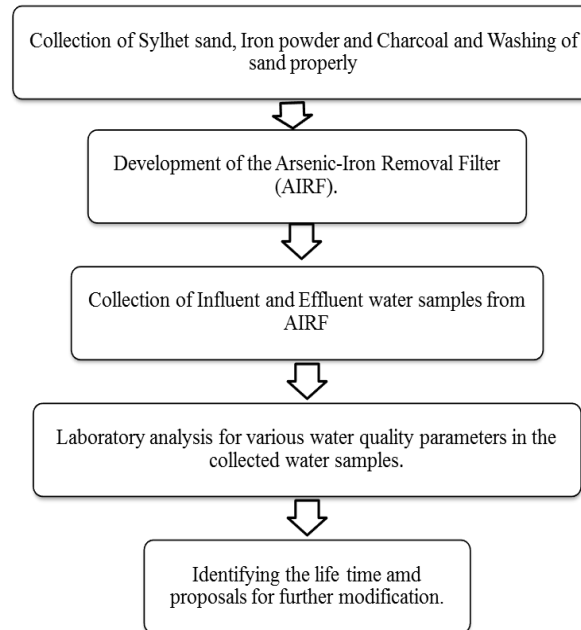 Collection of Sylhet sand, Iron powder and Charcoal and Washing of
sand properly
Development of the Arsenic-Iron Removal Filter
(AIRF).
Collection of Influent and Effluent water samples from
AIRF
Laboratory analysis for various water quality parameters in the
collected water samples.
Identifying the life time amd
proposals for further modification.